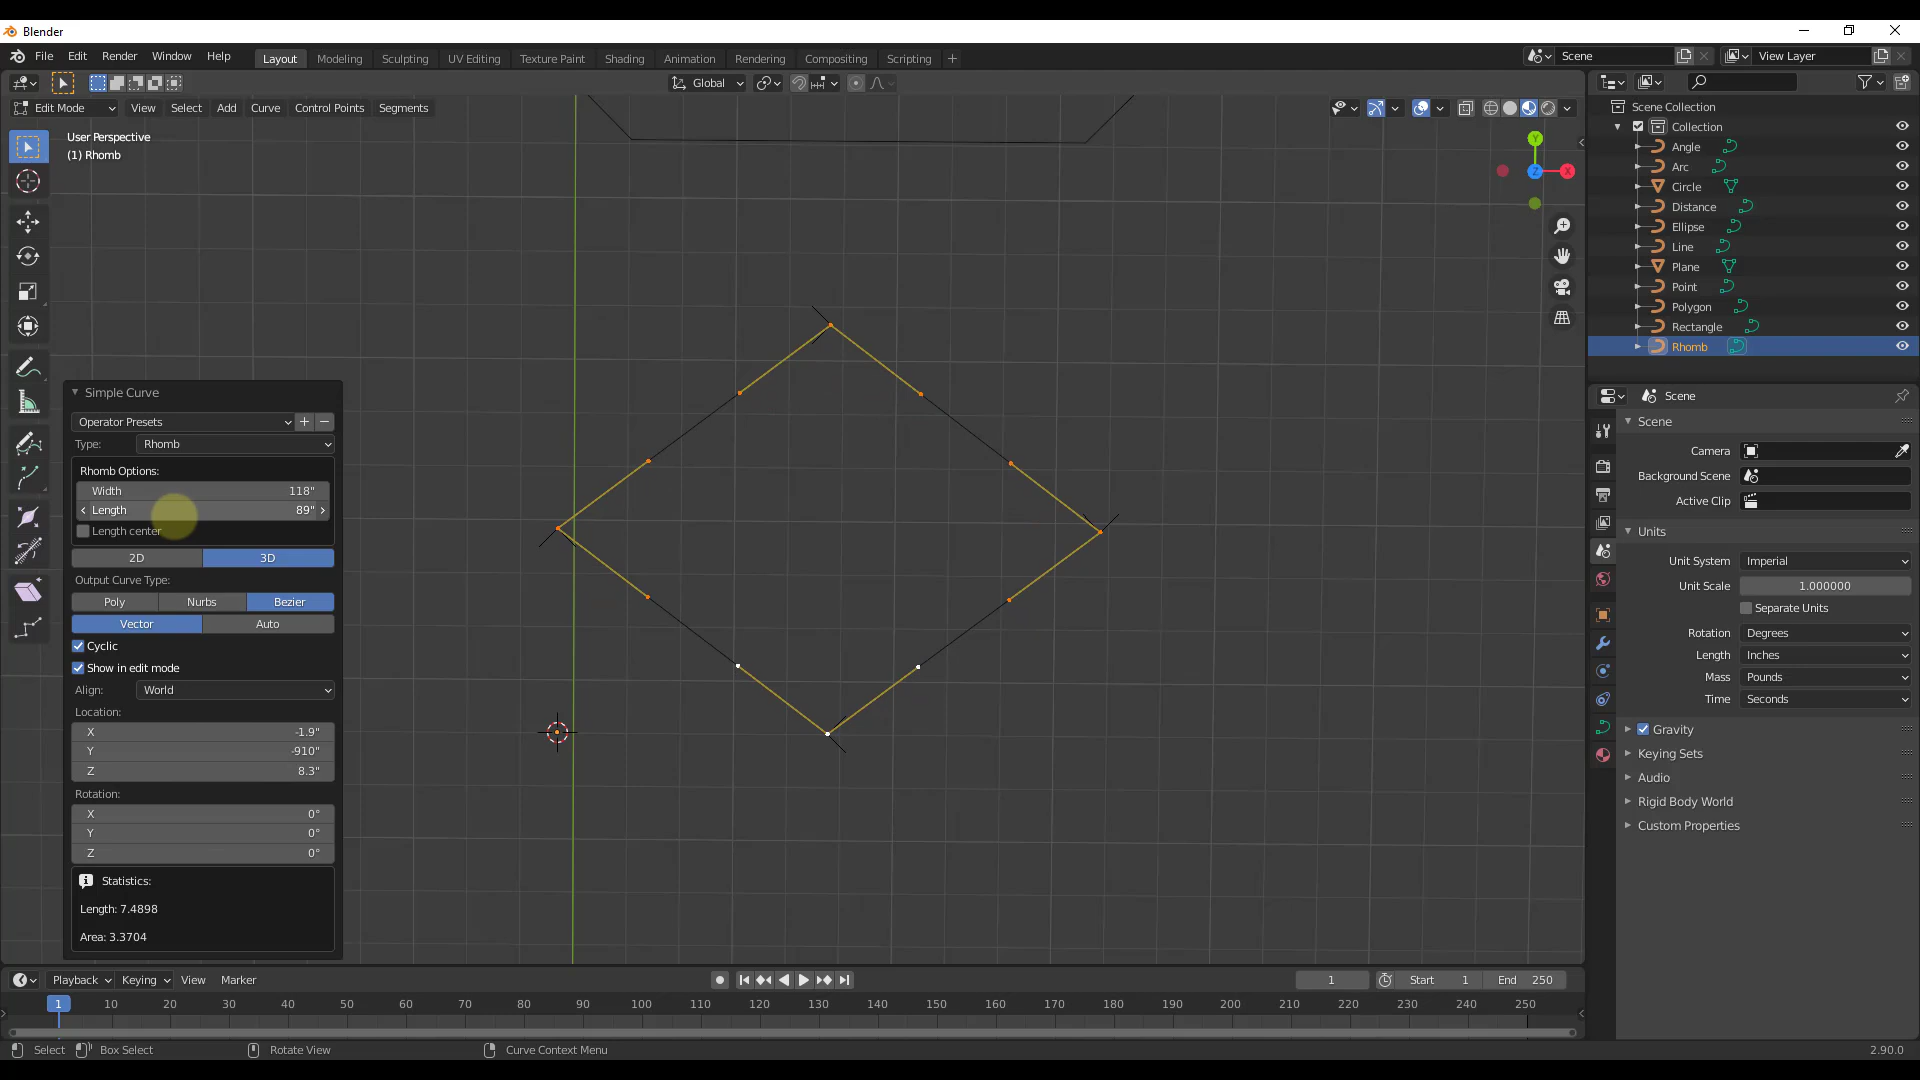 Blender
File Edit Render Window Help Layout Modeling Sculpting UV Editing Texture Paint Shading Animation Rendering Compositing Scripting + Scene View Layer
Global
Edit Mode View Select Add Curve Control Points Segments
User Perspective
(1) Rhomb
Y
X
Z
Simple Curve
Operator Presets
Type: Rhomb
Rhomb Options:
Width 118"
Length 89"
Length center
2D 3D
Output Curve Type:
Poly Nurbs Bezier
Vector Auto
Cyclic
Show in edit mode
Align: World
Location:
X -1.9"
Y -910"
Z 8.3"
Rotation:
X 0°
Y 0°
Z 0°
Statistics:
Length: 7.4898
Area: 3.3704
Scene Collection
Collection
Angle
Arc
Circle
Distance
Ellipse
Line
Plane
Point
Polygon
Rectangle
Rhomb
Scene
Scene
Camera
Background Scene
Active Clip
Units
Unit System Imperial
Unit Scale 1.000000
Separate Units
Rotation Degrees
Length Inches
Mass Pounds
Time Seconds
Gravity
Keying Sets
Audio
Rigid Body World
Custom Properties
Playback Keying View Marker 1 Start 1 End 250
1 10 20 30 40 50 60 70 80 90 100 110 120 130 140 150 160 170 180 190 200 210 220 230 240 250
Select Box Select Rotate View Curve Context Menu 2.90.0